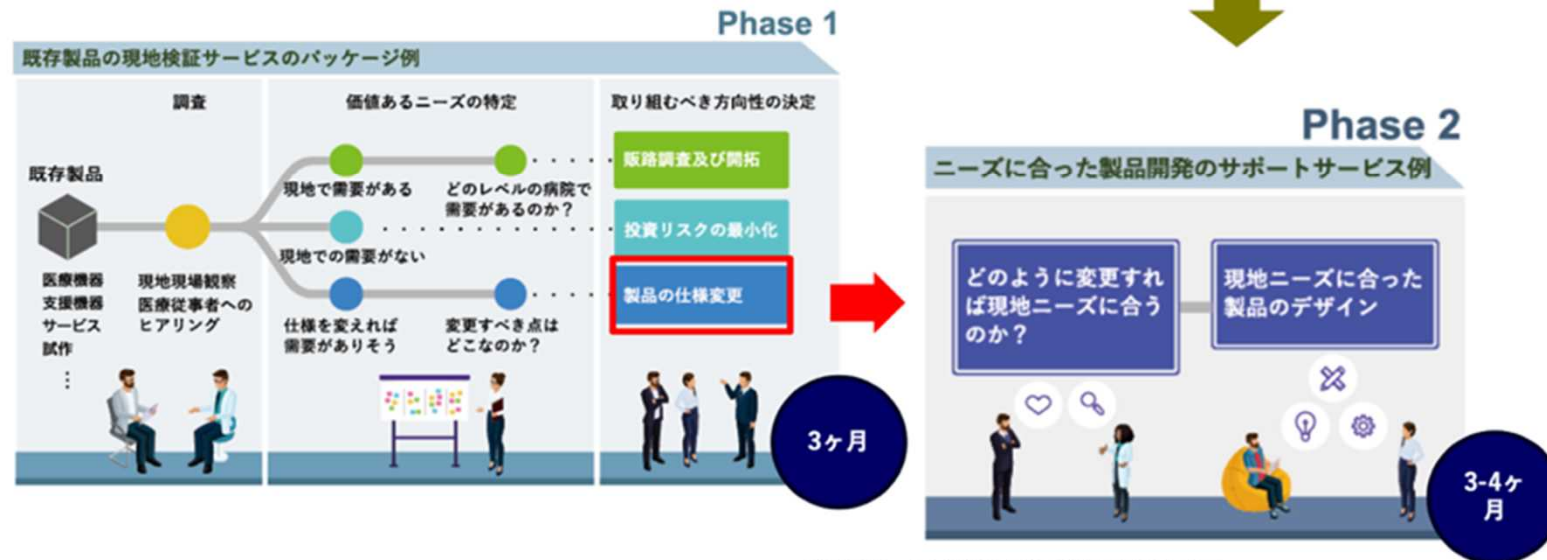 Phase 1
既存製品の現地検証サービスのパッケージ例
調査
価値あるニーズの特定
取り組むべき方向性の決定
既存製品
医療機器
支援機器
サービス
試作
⋮
現地現場観察
医療従事者への
ヒアリング
現地で需要がある
どのレベルの病院で
需要があるのか？
現地での需要がない
仕様を変えれば
需要がありそう
変更すべき点は
どこなのか？
販路調査及び開拓
投資リスクの最小化
製品の仕様変更
3ヶ月
Phase 2
ニーズに合った製品開発のサポートサービス例
どのように変更すれ
ば現地ニーズに合う
のか？
現地ニーズに合った
製品のデザイン
3-4ヶ
月